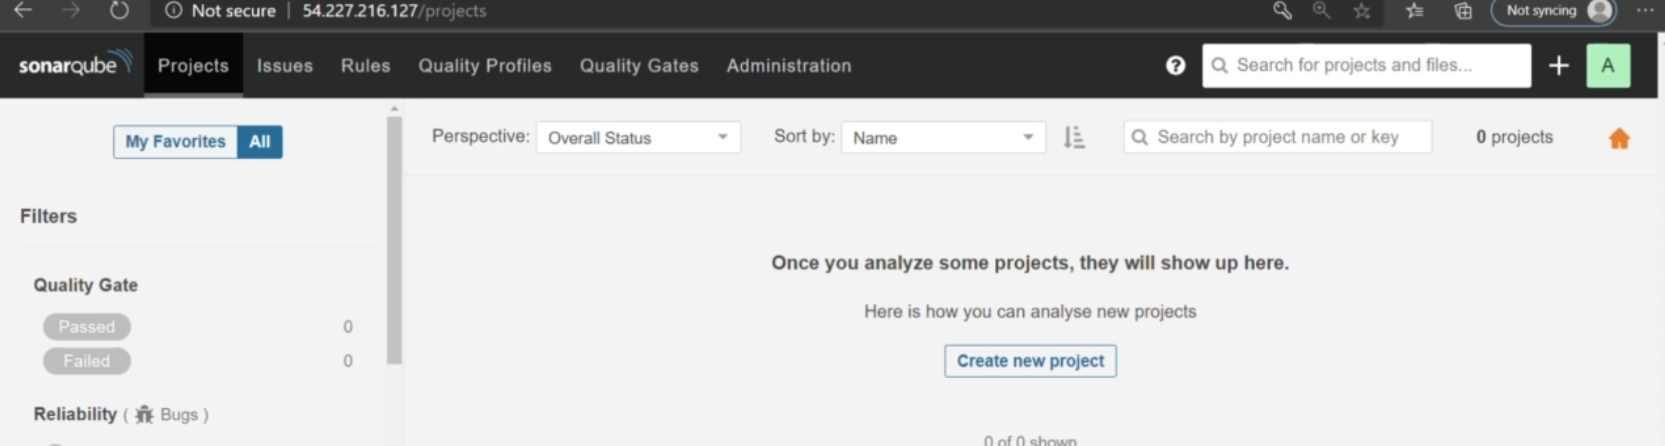 Not secure | 54.227.216.127/projects Not syncing
sonarqube Projects Issues Rules Quality Profiles Quality Gates Administration ? Search for projects and files... + A
My Favorites All Perspective: Overall Status Sort by: Name Search by project name or key 0 projects
Filters
Once you analyze some projects, they will show up here.
Quality Gate
Here is how you can analyse new projects
Passed 0
Failed 0 Create new project
Reliability ( Bugs )
0 of 0 shown